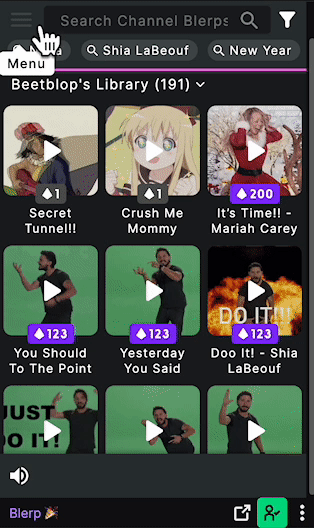 Search Channel Blerps
Menu
Shia LaBeouf
New Year
Beetblop's Library (191)
1
1
200
Secret
Tunnel!!
Crush Me
Mommy
It's Time!! -
Mariah Carey
DO IT!!
123
123
123
You Should
To The Point
Yesterday
You Said
Doo It! - Shia
LaBeouf
JUST
DO IT!
Blerp